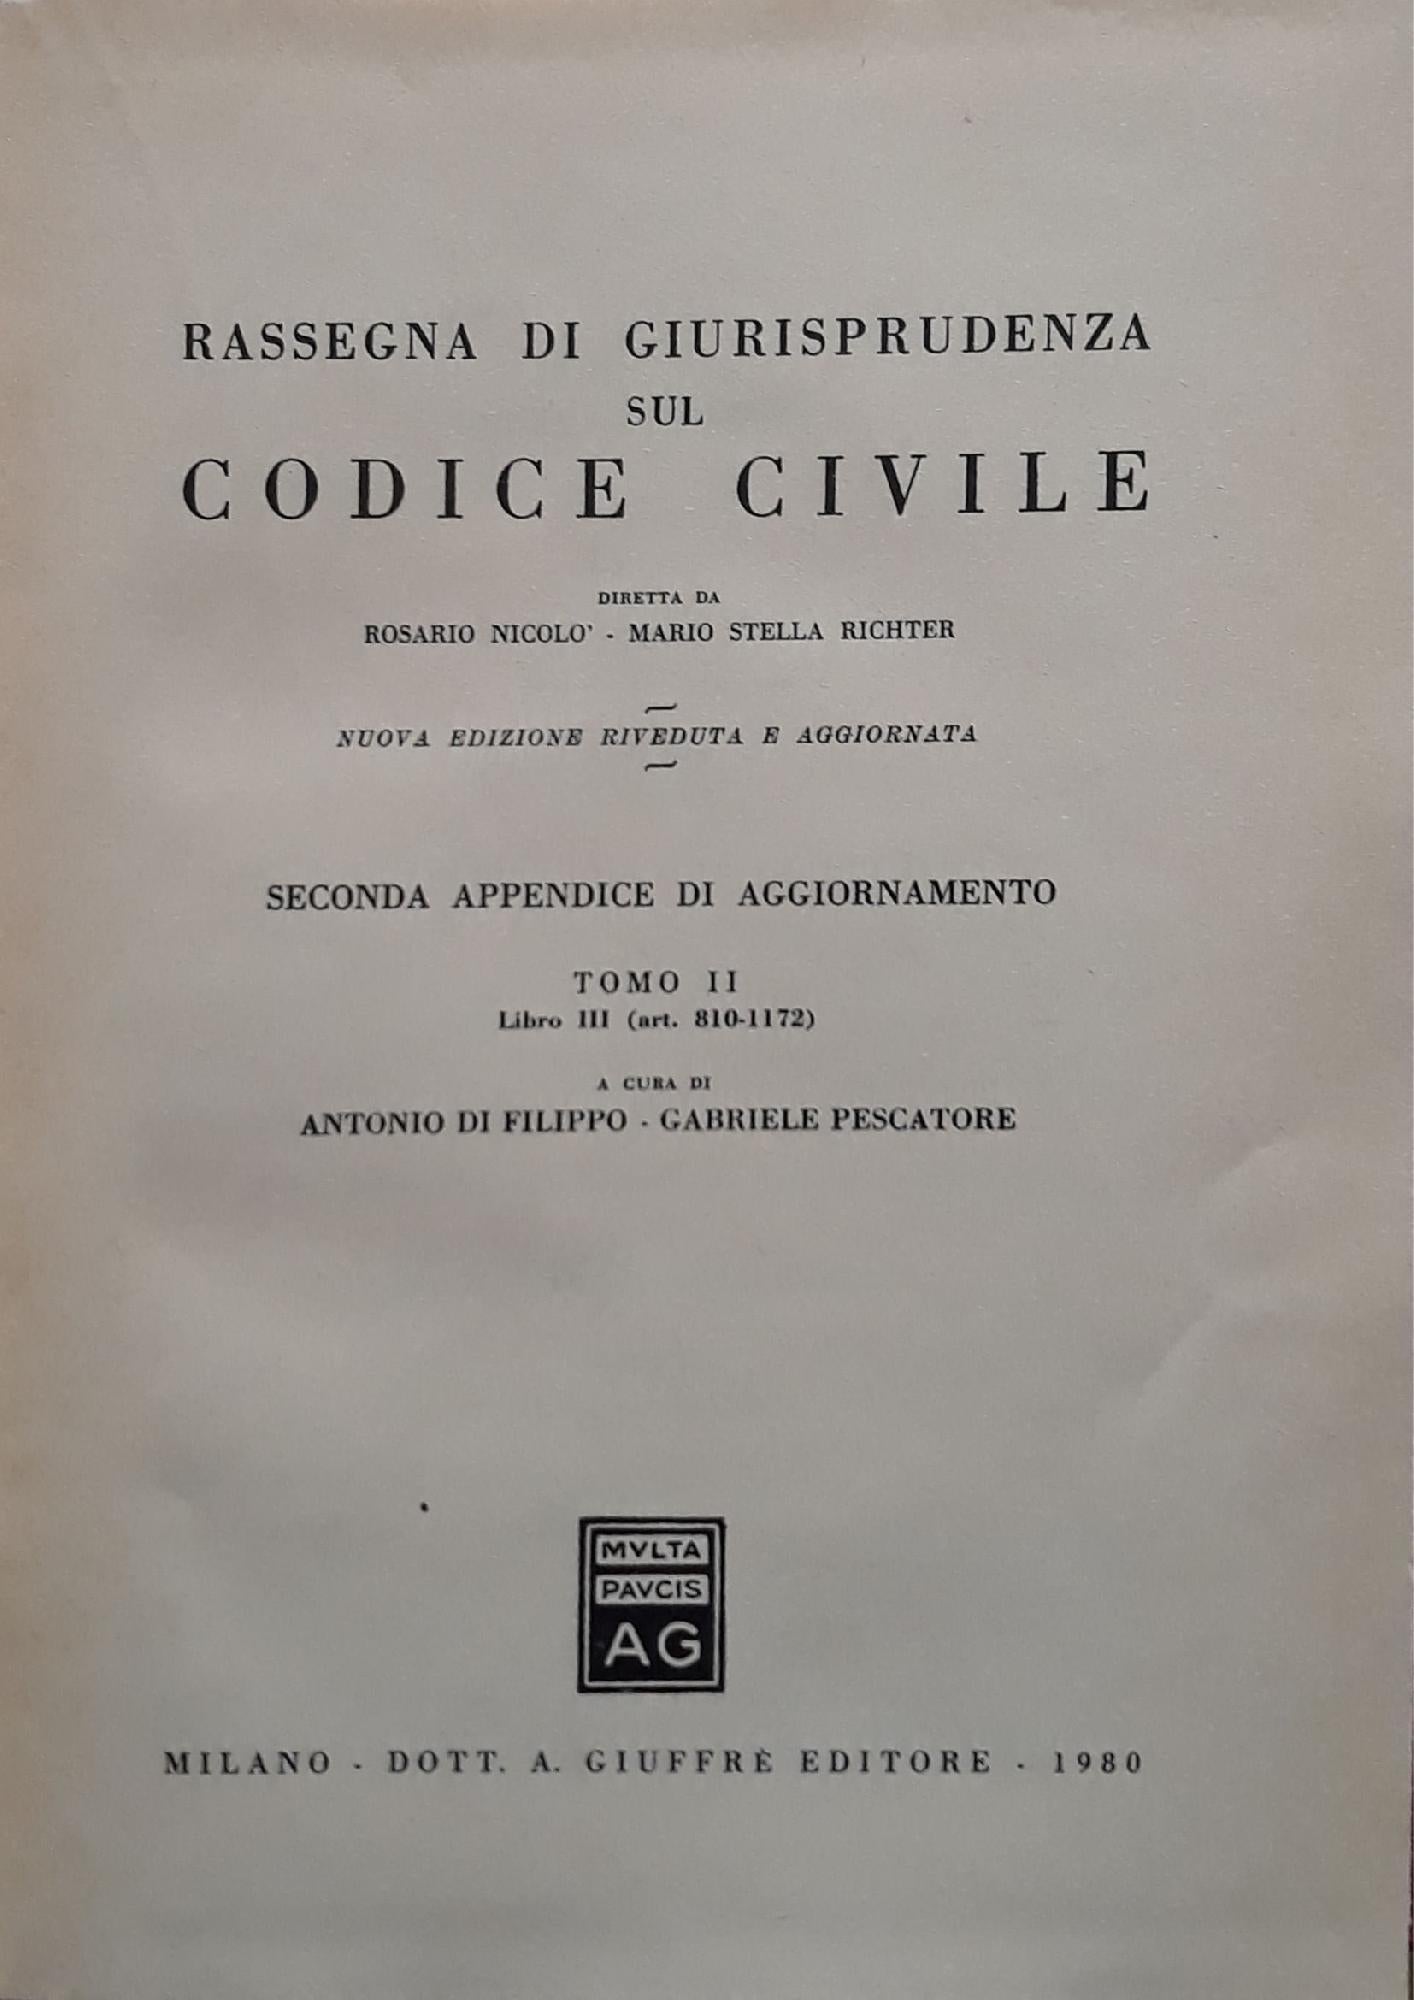 RASSEGNA DI GIURISPRUDENZA
SUL
CODICE CIVILE
DIRETTA DA
ROSARIO NICOLO' - MARIO STELLA RICHTER
NUOVA EDIZIONE RIVEDUTA E AGGIORNATA
SECONDA APPENDICE DI AGGIORNAMENTO
TOMO II
Libro III (art. 810-1172)
A CURA DI
ANTONIO DI FILIPPO - GABRIELE PESCATORE
MVLTA
PAVCIS
AG
MILANO - DOTT. A. GIUFFRÈ EDITORE - 1980